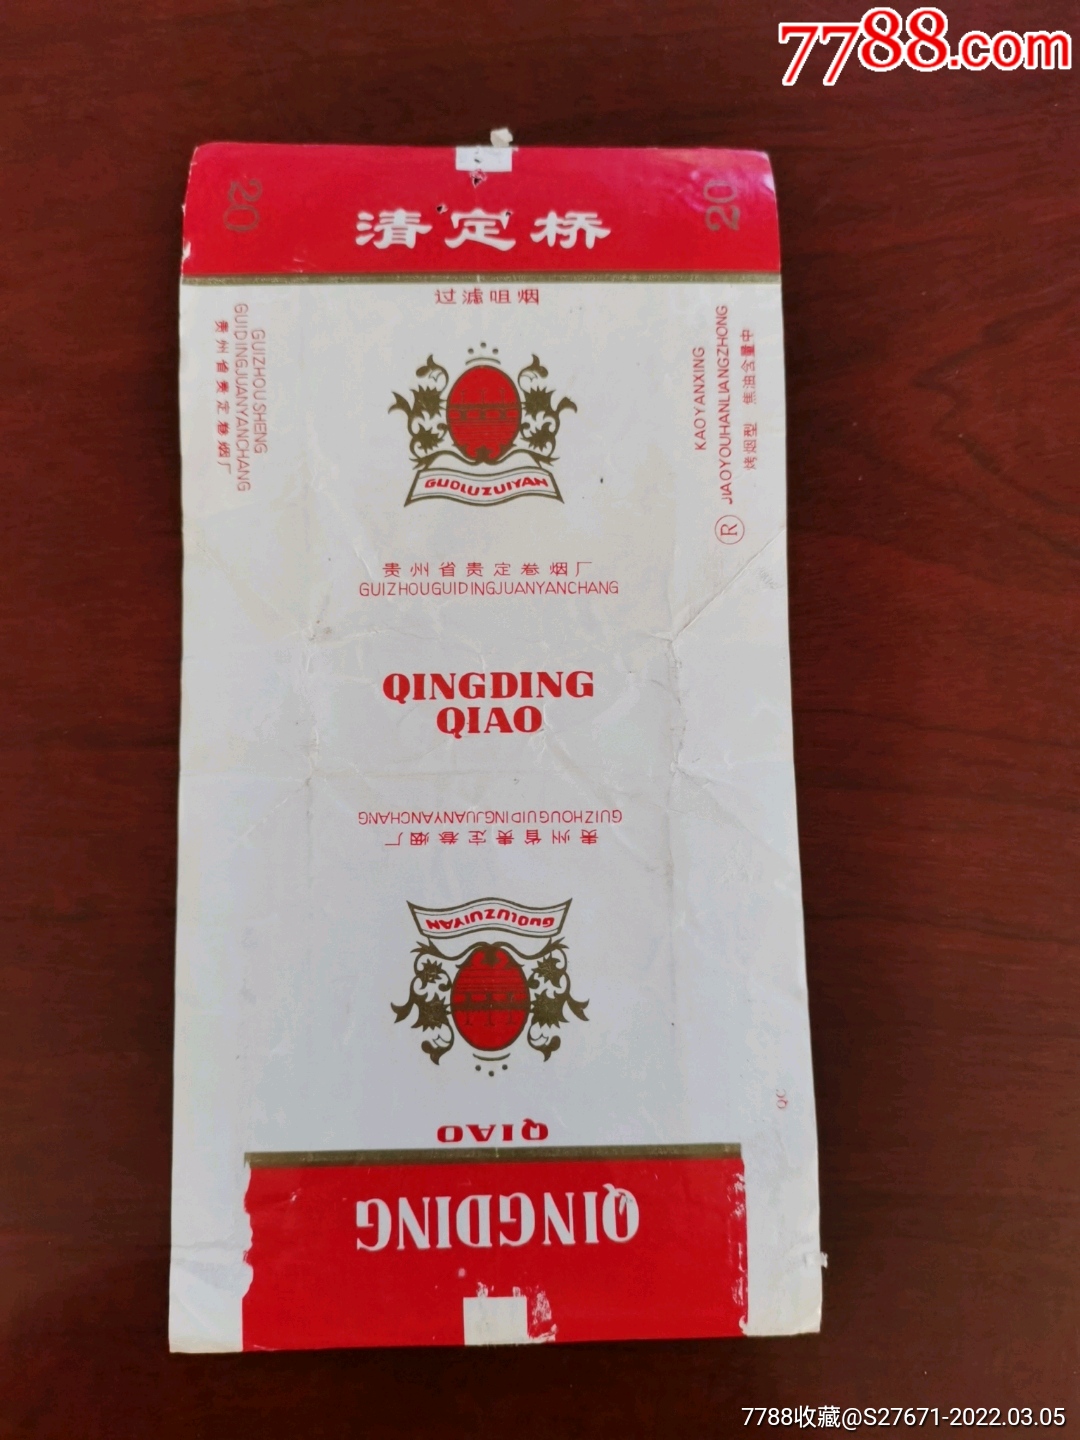 7788.com
20
20
清定桥
过滤咀烟
GUIZHOUSHENG
GUIDINGJUANYANCHANG
贵州省贵定卷烟厂
KAOYANXING
JIAOYOUHANLIANGZHONG
烤烟型 焦油含量中
R
GUOLUZUIYAN
贵州省贵定卷烟厂
GUIZHOUGUIDINGJUANYANCHANG
QINGDING
QIAO
GUIZHOUGUIDINGJUANYANCHANG
贵州省贵定卷烟厂
GUOLUZUIYAN
QC
QIAO
QINGDING
7788收藏@S27671-2022.03.05